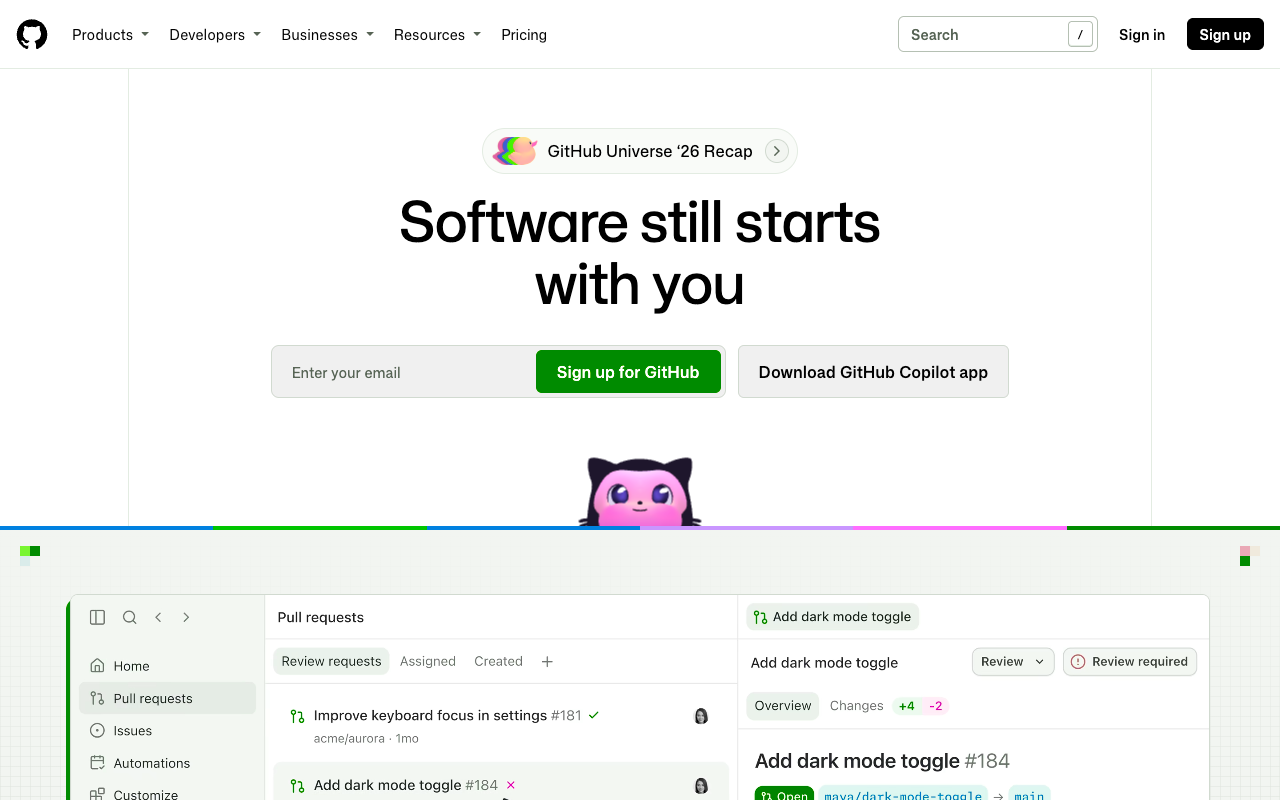 Products
Developers
Businesses
Resources
Pricing
Search
/
Sign in
Sign up
GitHub Universe ‘26 Recap
Software still starts
with you
Enter your email
Sign up for GitHub
Download GitHub Copilot app
Home
Pull requests
Issues
Automations
Customize
Pull requests
Review requests
Assigned
Created
Improve keyboard focus in settings #181
acme/aurora · 1mo
Add dark mode toggle #184
Add dark mode toggle
Add dark mode toggle
Review
Review required
Overview
Changes
+4 -2
Add dark mode toggle #184
Open
maya/dark-mode-toggle → main